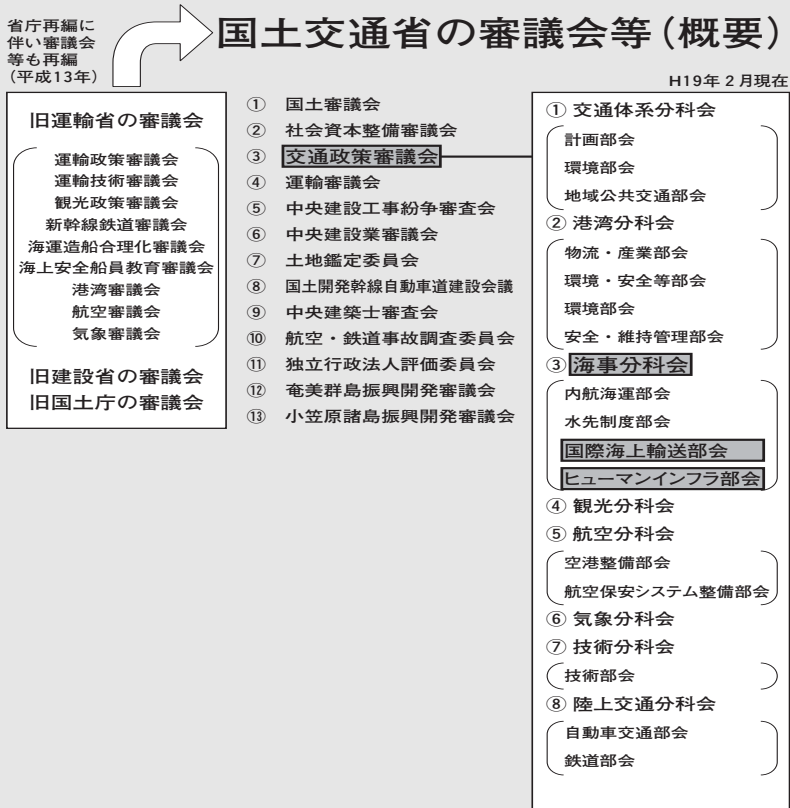 省庁再編に
伴い審議会
等も再編
（平成13年）
国土交通省の審議会等（概要）
H19年２月現在
旧運輸省の審議会
運輸政策審議会
運輸技術審議会
観光政策審議会
新幹線鉄道審議会
海運造船合理化審議会
海上安全船員教育審議会
港湾審議会
航空審議会
気象審議会
旧建設省の審議会
旧国土庁の審議会
① 国土審議会
② 社会資本整備審議会
③ 交通政策審議会
④ 運輸審議会
⑤ 中央建設工事紛争審査会
⑥ 中央建設業審議会
⑦ 土地鑑定委員会
⑧ 国土開発幹線自動車道建設会議
⑨ 中央建築士審査会
⑩ 航空・鉄道事故調査委員会
⑪ 独立行政法人評価委員会
⑫ 奄美群島振興開発審議会
⑬ 小笠原諸島振興開発審議会
① 交通体系分科会
計画部会
環境部会
地域公共交通部会
② 港湾分科会
物流・産業部会
環境・安全等部会
環境部会
安全・維持管理部会
③ 海事分科会
内航海運部会
水先制度部会
国際海上輸送部会
ヒューマンインフラ部会
④ 観光分科会
⑤ 航空分科会
空港整備部会
航空保安システム整備部会
⑥ 気象分科会
⑦ 技術分科会
技術部会
⑧ 陸上交通分科会
自動車交通部会
鉄道部会